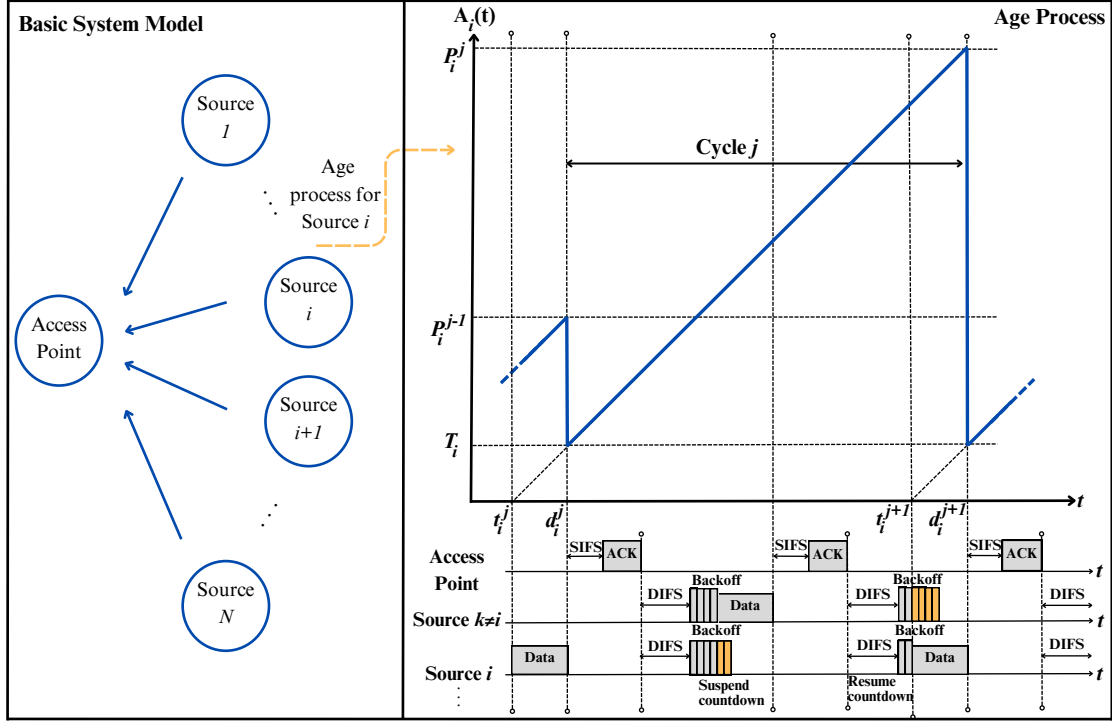 Basic System Model
Source
1
Age
process for
Source i
Source
i
Access
Point
Source
i+1
Source
N
A_i(t)
Age Process
P_i^j
Cycle j
P_i^{j-1}
T_i
t
t_i^j
d_i^j
t_i^{j+1}
d_i^{j+1}
Access
Point
SIFS
ACK
SIFS
ACK
SIFS
ACK
t
Source k≠i
DIFS
Backoff
Data
DIFS
Backoff
DIFS
t
Source i
Data
DIFS
Backoff
Suspend
countdown
DIFS
Resume
countdown
Data
DIFS
t